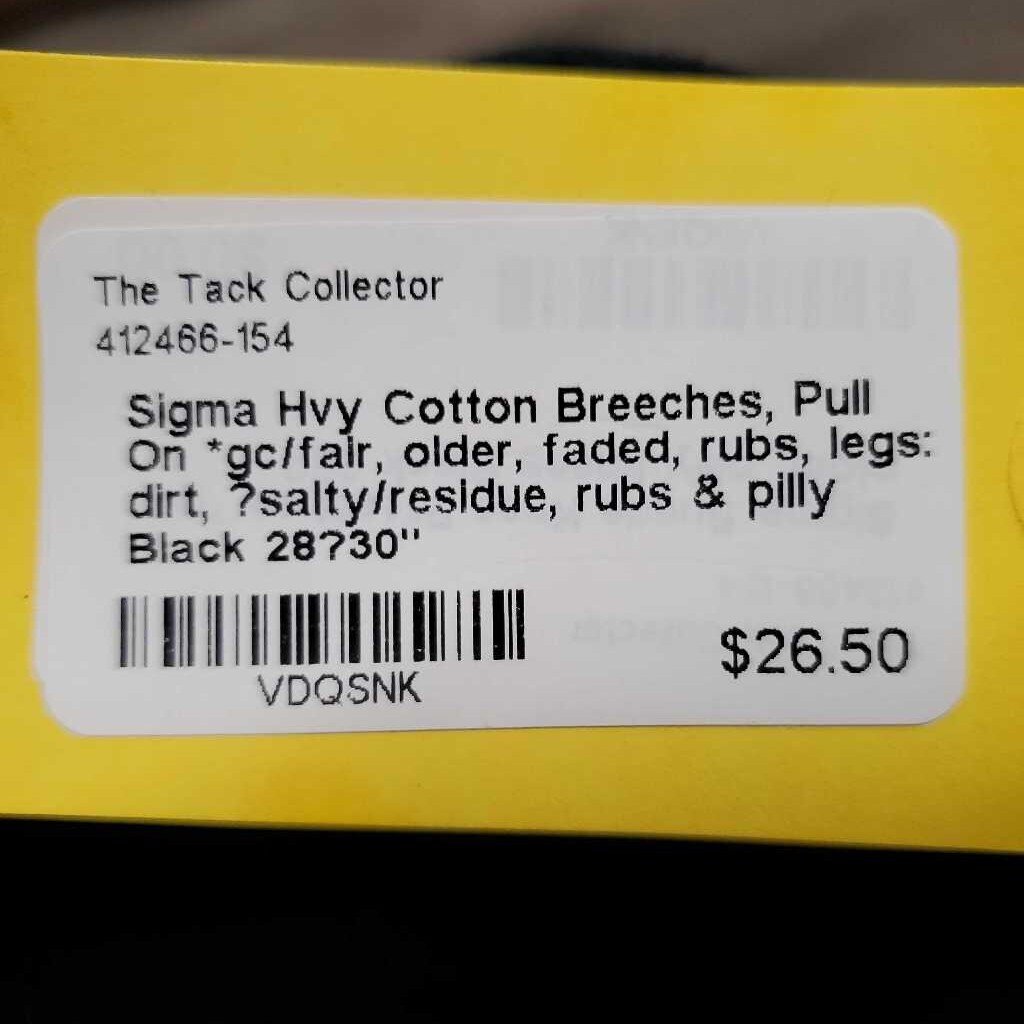 The Tack Collector
412466-154
Sigma Hvy Cotton Breeches, Pull
On *gc/fair, older, faded, rubs, legs:
dirt, ?salty/residue, rubs & pilly
Black 28?30"
VDQSNK
$26.50